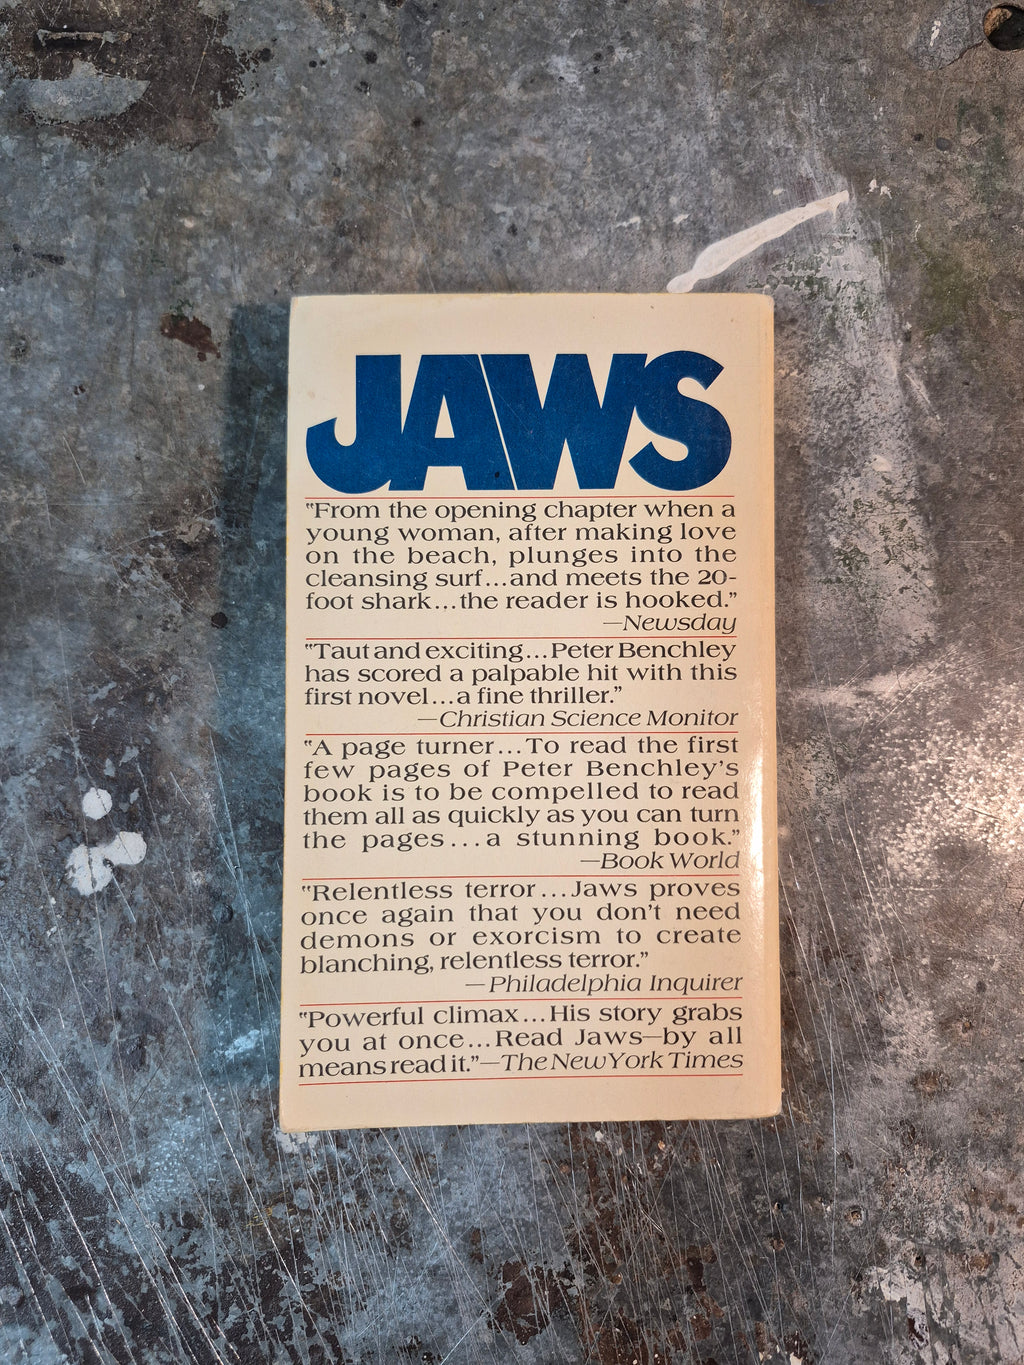 JAWS
"From the opening chapter when a
young woman, after making love
on the beach, plunges into the
cleansing surf...and meets the 20-
foot shark...the reader is hooked."
—Newsday
"Taut and exciting...Peter Benchley
has scored a palpable hit with this
first novel...a fine thriller."
—Christian Science Monitor
"A page turner...To read the first
few pages of Peter Benchley's
book is to be compelled to read
them all as quickly as you can turn
the pages...a stunning book."
—Book World
"Relentless terror...Jaws proves
once again that you don't need
demons or exorcism to create
blanching, relentless terror."
—Philadelphia Inquirer
"Powerful climax...His story grabs
you at once...Read Jaws—by all
means read it."—The New York Times